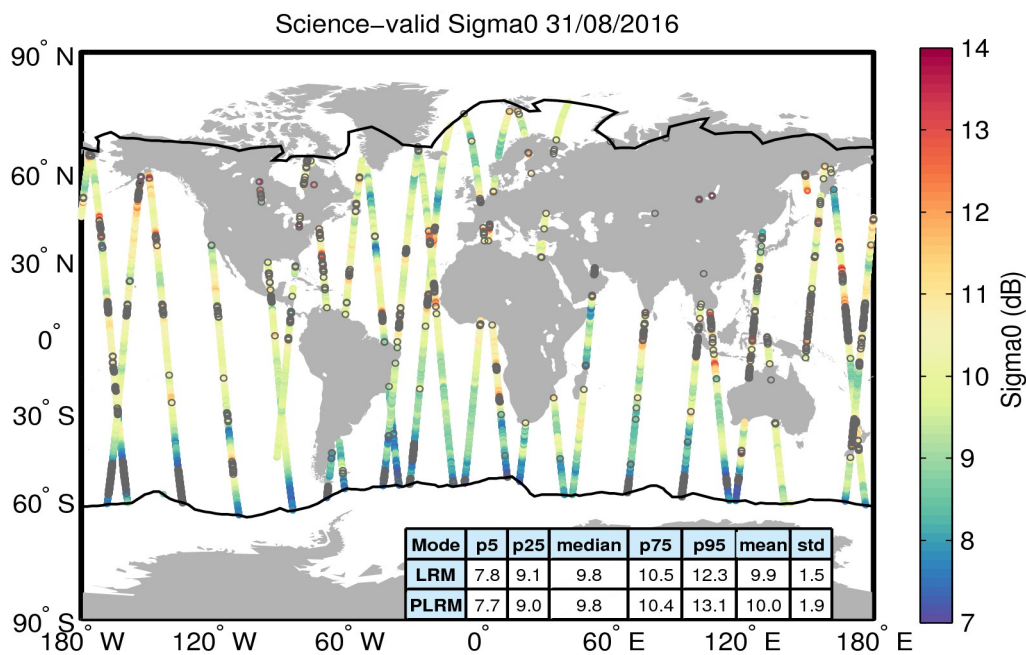 Science−valid Sigma0 31/08/2016
90° N
60° N
30° N
0°
30° S
60° S
90° S
180° W
120° W
60° W
0°
60° E
120° E
180° E
14
13
12
11
10
9
8
7
Sigma0 (dB)
Mode p5 p25 median p75 p95 mean std
LRM 7.8 9.1 9.8 10.5 12.3 9.9 1.5
PLRM 7.7 9.0 9.8 10.4 13.1 10.0 1.9